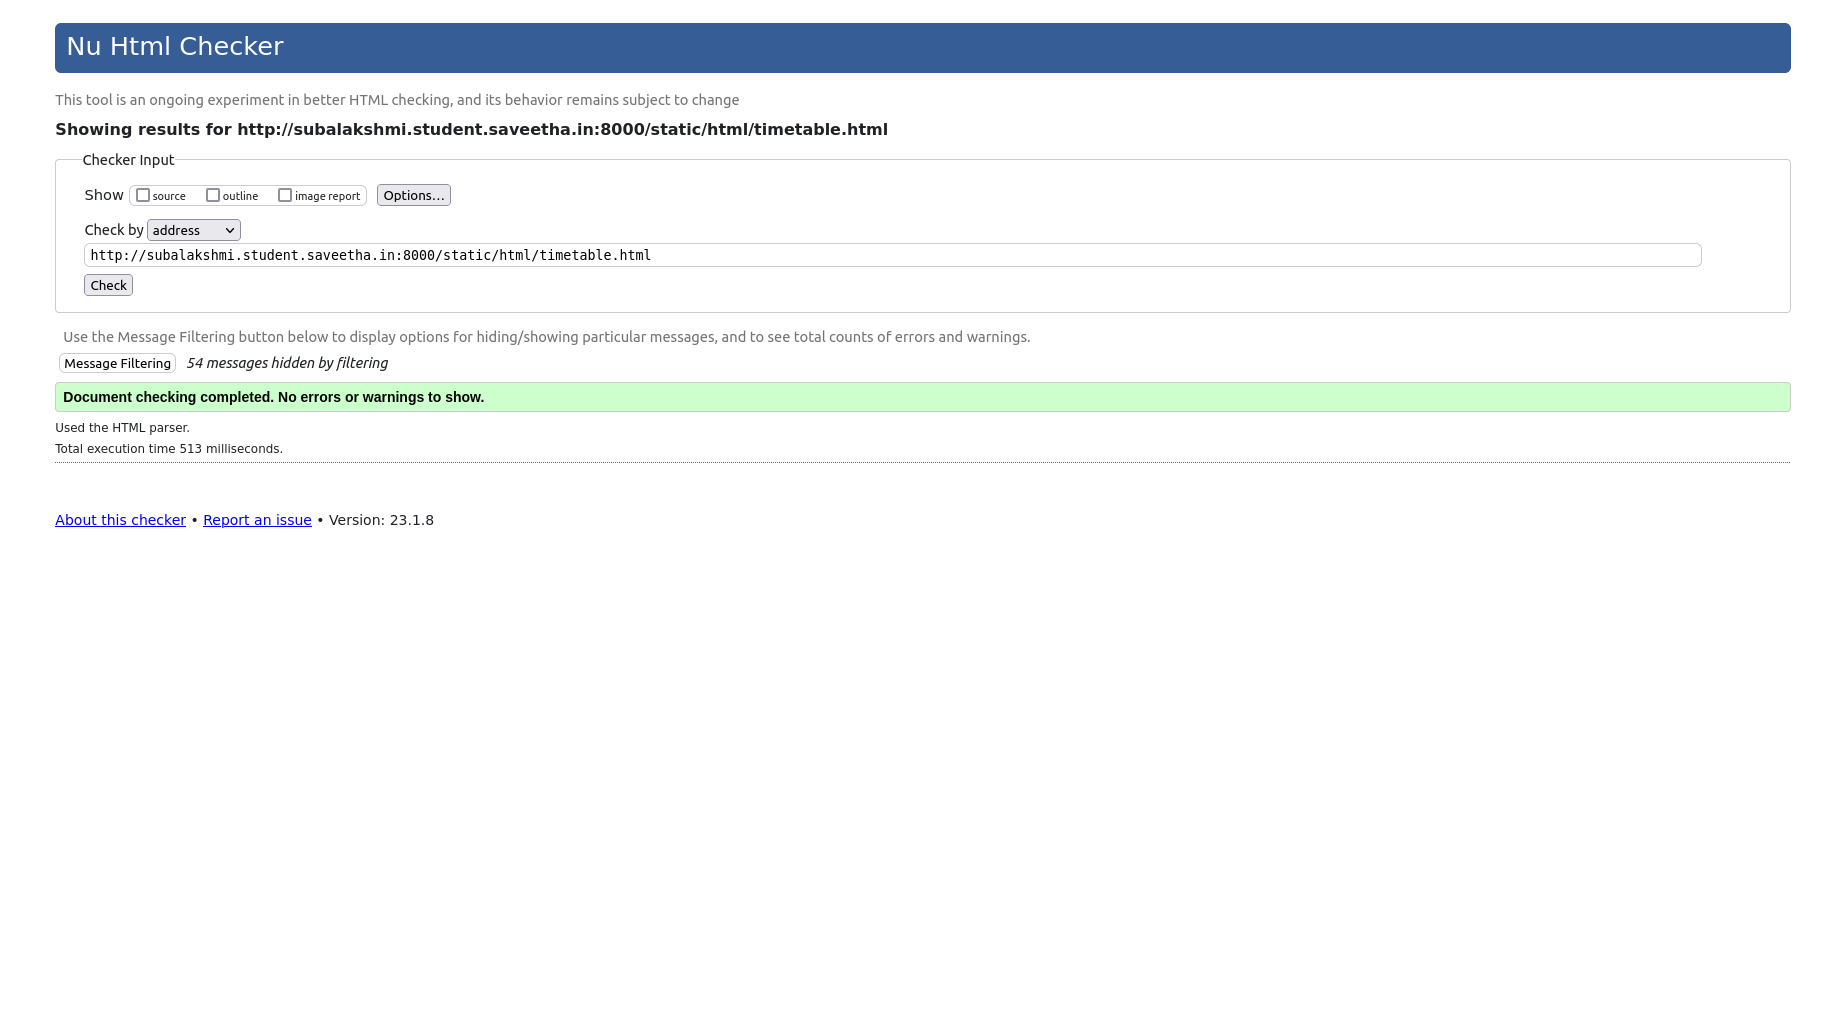 Nu Html Checker
This tool is an ongoing experiment in better HTML checking, and its behavior remains subject to change
Showing results for http://subalakshmi.student.saveetha.in:8000/static/html/timetable.html
Checker Input
Show source outline image report Options...
Check by address
http://subalakshmi.student.saveetha.in:8000/static/html/timetable.html
Check
Use the Message Filtering button below to display options for hiding/showing particular messages, and to see total counts of errors and warnings.
Message Filtering 54 messages hidden by filtering
Document checking completed. No errors or warnings to show.
Used the HTML parser.
Total execution time 513 milliseconds.
About this checker • Report an issue • Version: 23.1.8